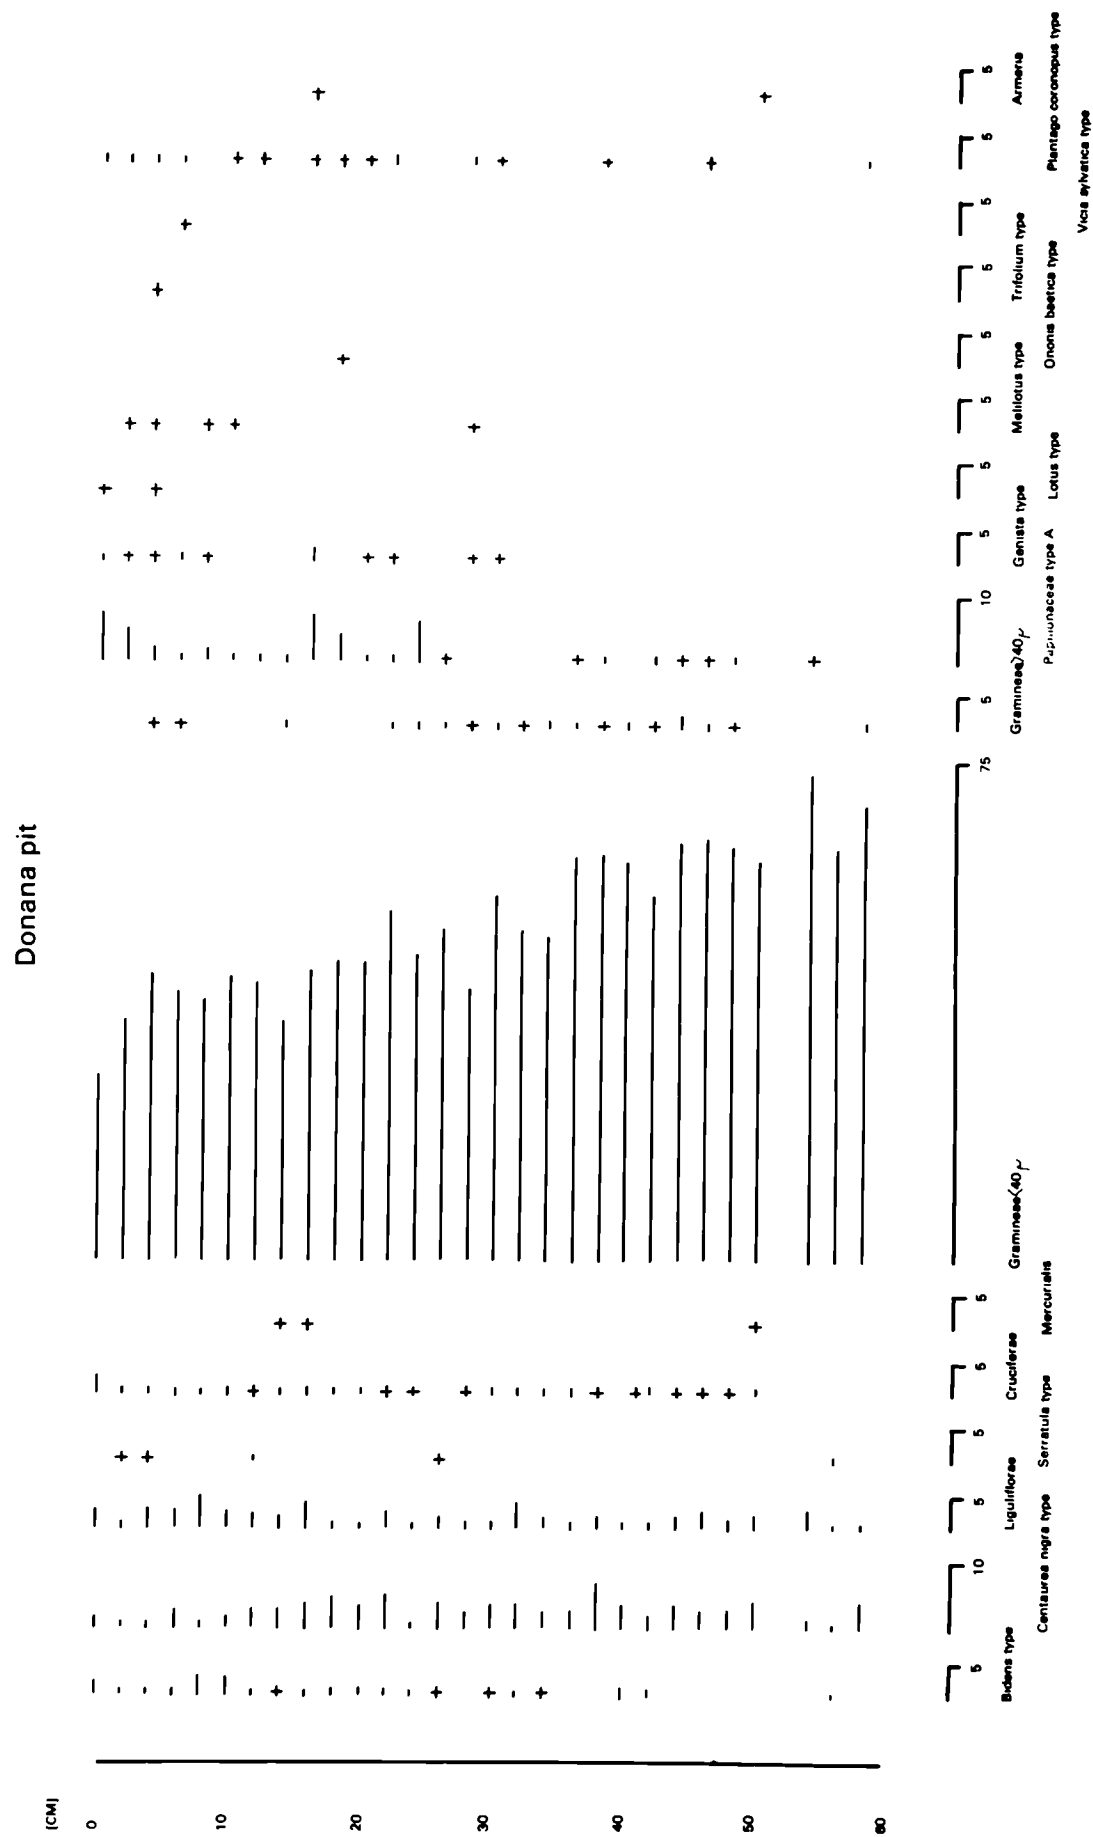 Donana pit
[CM]
0
10
20
30
40
50
60
5
Bidens type
10
Centaurea nigra type
5
Liguliflorae
5
Serratula type
5
Cruciferae
5
Mercurialis
75
Gramineae<40μ
5
Gramineae>40μ
10
Papilionaceae type A
5
Genista type
5
Lotus type
5
Melilotus type
5
Ononis baetica type
5
Trifolium type
5
Vicia sylvatica type
5
Plantago coronopus type
5
Armeria